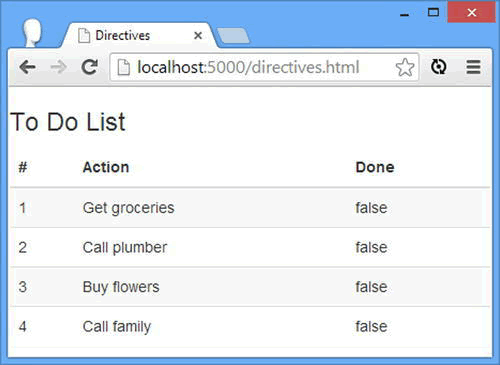 Directives
localhost:5000/directives.html
To Do List
# Action Done
1 Get groceries false
2 Call plumber false
3 Buy flowers false
4 Call family false